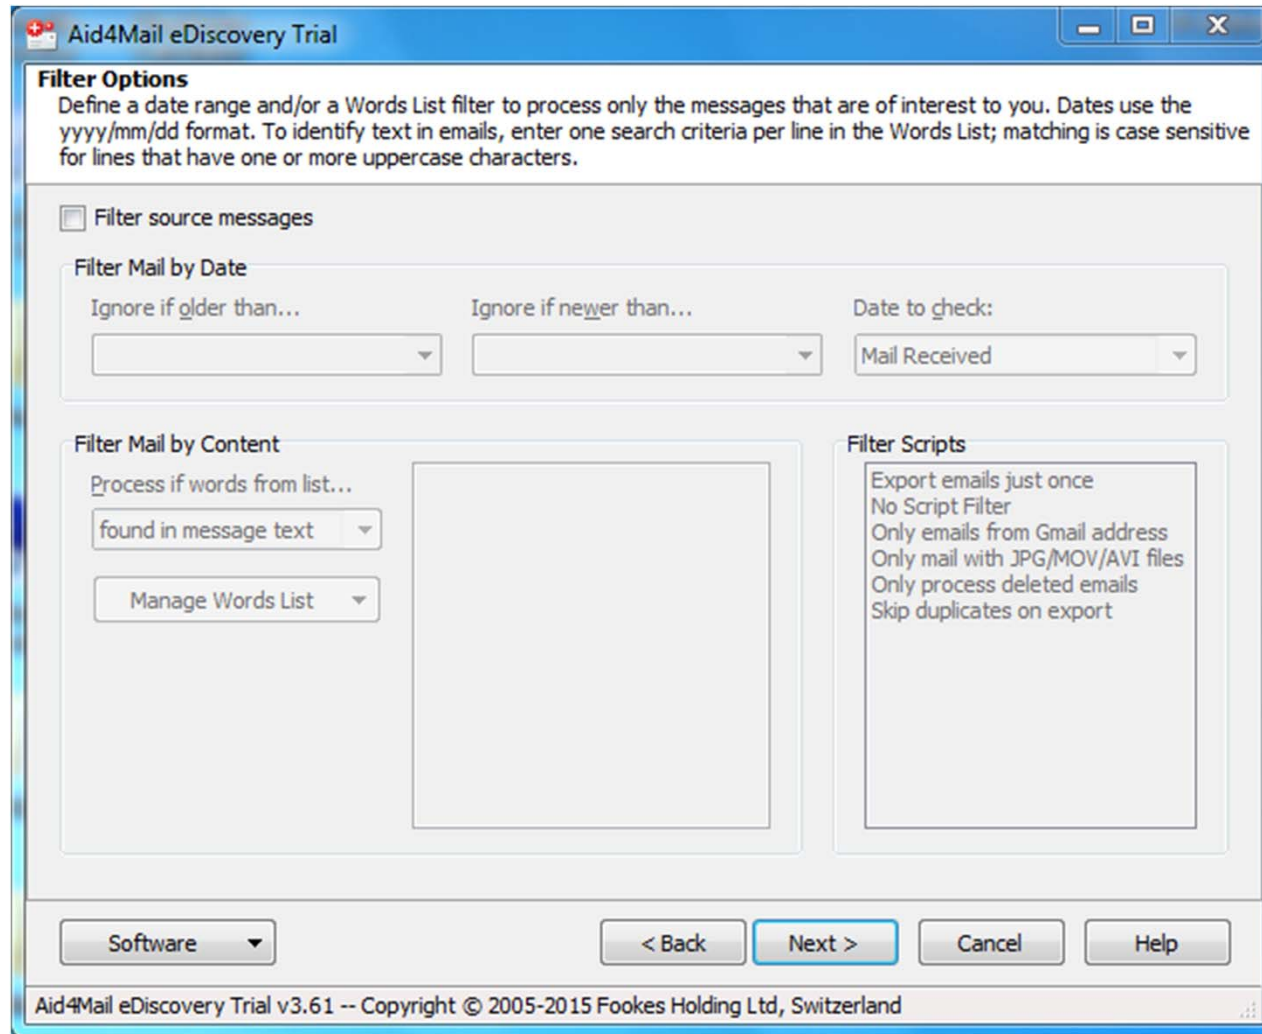 Aid4Mail eDiscovery Trial
Filter Options
Define a date range and/or a Words List filter to process only the messages that are of interest to you. Dates use the
yyyy/mm/dd format. To identify text in emails, enter one search criteria per line in the Words List; matching is case sensitive
for lines that have one or more uppercase characters.
Filter source messages
Filter Mail by Date
Ignore if older than... Ignore if newer than... Date to check:
Mail Received
Filter Mail by Content
Process if words from list...
found in message text
Manage Words List
Filter Scripts
Export emails just once
No Script Filter
Only emails from Gmail address
Only mail with JPG/MOV/AVI files
Only process deleted emails
Skip duplicates on export
Software < Back Next > Cancel Help
Aid4Mail eDiscovery Trial v3.61 -- Copyright © 2005-2015 Fookes Holding Ltd, Switzerland